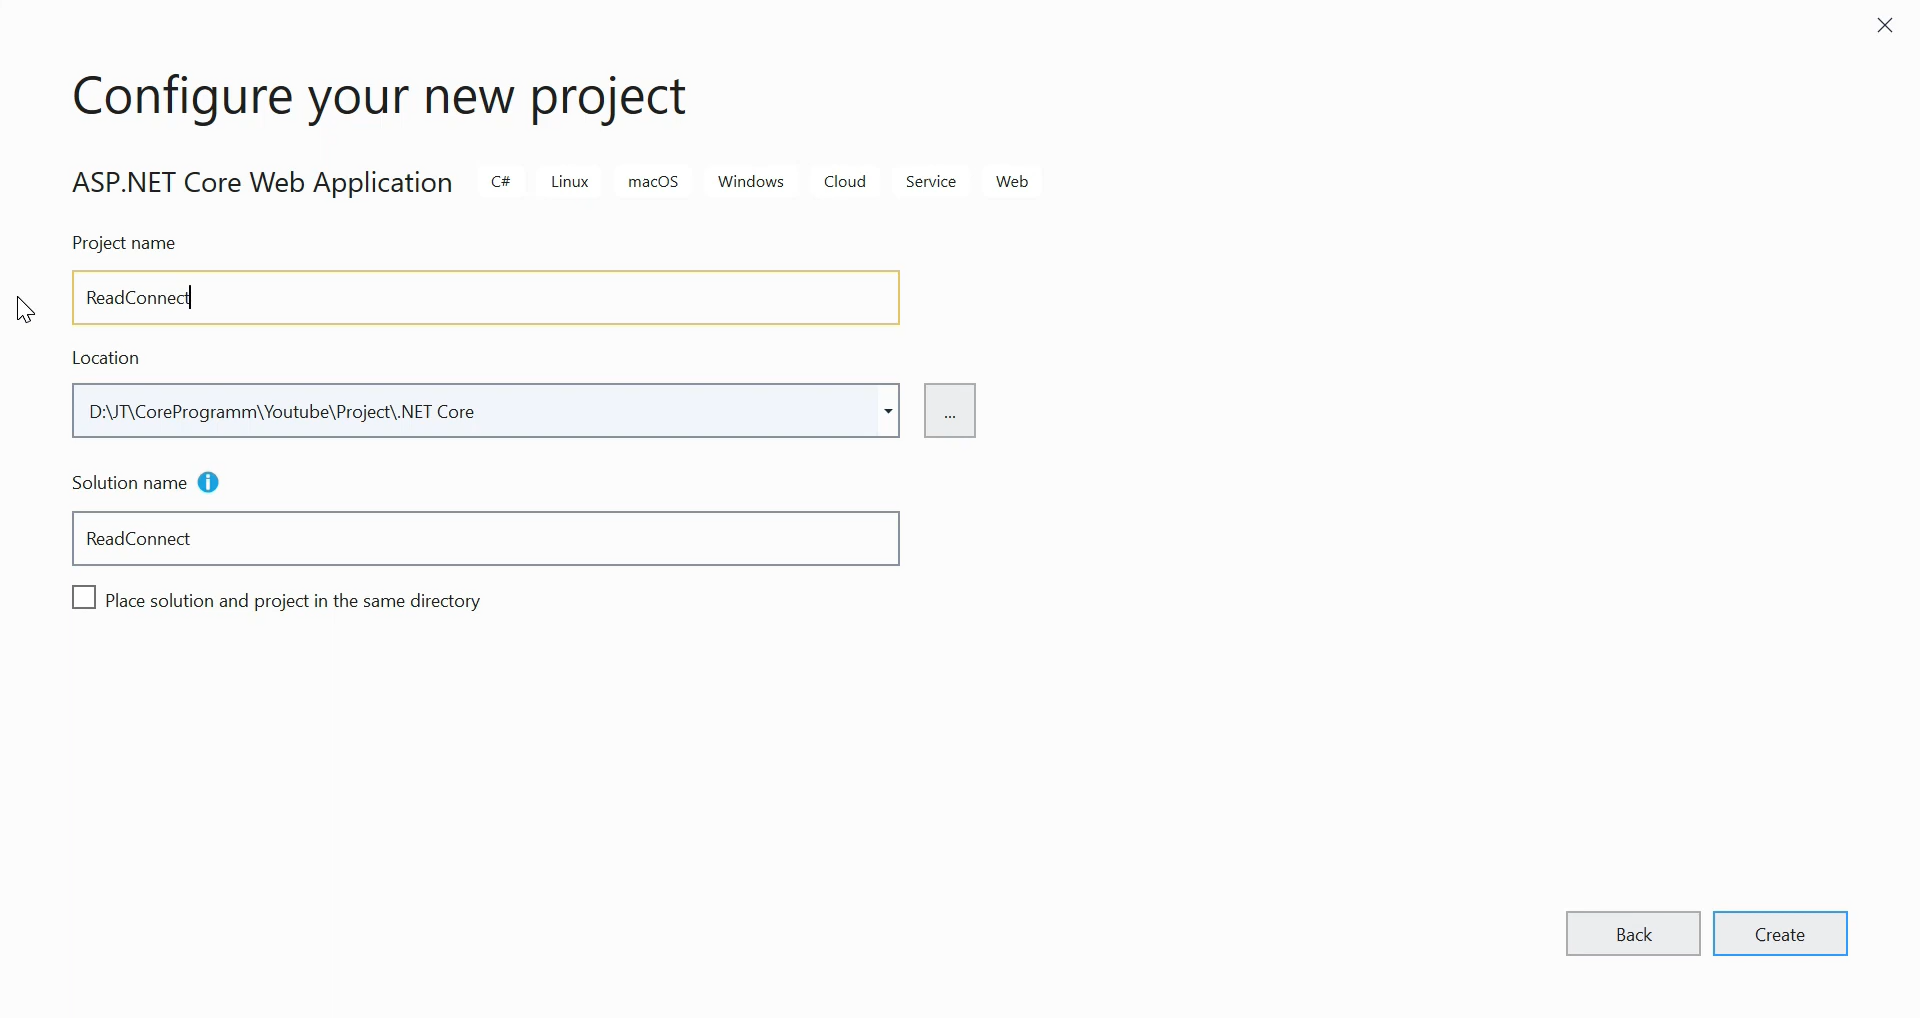 Configure your new project
ASP.NET Core Web Application C# Linux macOS Windows Cloud Service Web
Project name
ReadConnect
Location
D:\JT\CoreProgramm\Youtube\Project\.NET Core
...
Solution name
ReadConnect
Place solution and project in the same directory
Back Create